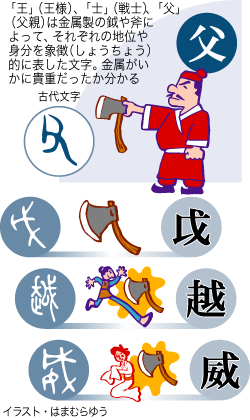 「王」(王様)、「士」(戦士)、「父」
(父親)は金属製の鉞や斧に
よって、それぞれの地位や
身分を象徴(しょうちょう)
的に表した文字。金属がい
かに貴重だったか分かる
父
古代文字
戉
越
威
イラスト・はまむらゆう